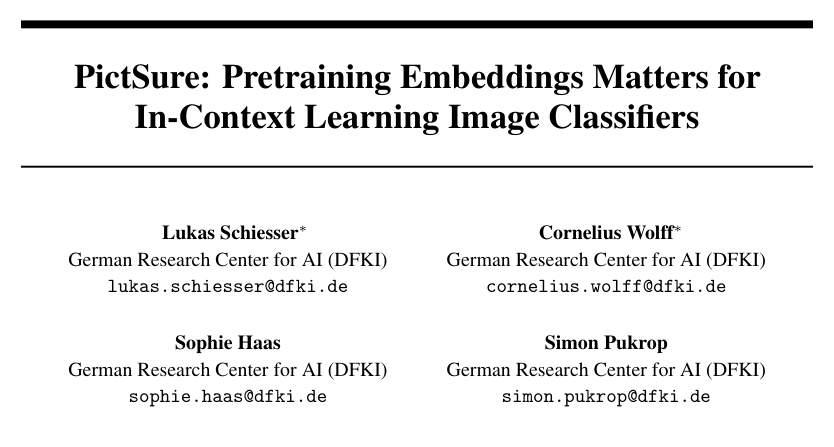 PictSure: Pretraining Embeddings Matters for
In-Context Learning Image Classifiers
Lukas Schiesser*
German Research Center for AI (DFKI)
lukas.schiesser@dfki.de
Cornelius Wolff*
German Research Center for AI (DFKI)
cornelius.wolff@dfki.de
Sophie Haas
German Research Center for AI (DFKI)
sophie.haas@dfki.de
Simon Pukrop
German Research Center for AI (DFKI)
simon.pukrop@dfki.de